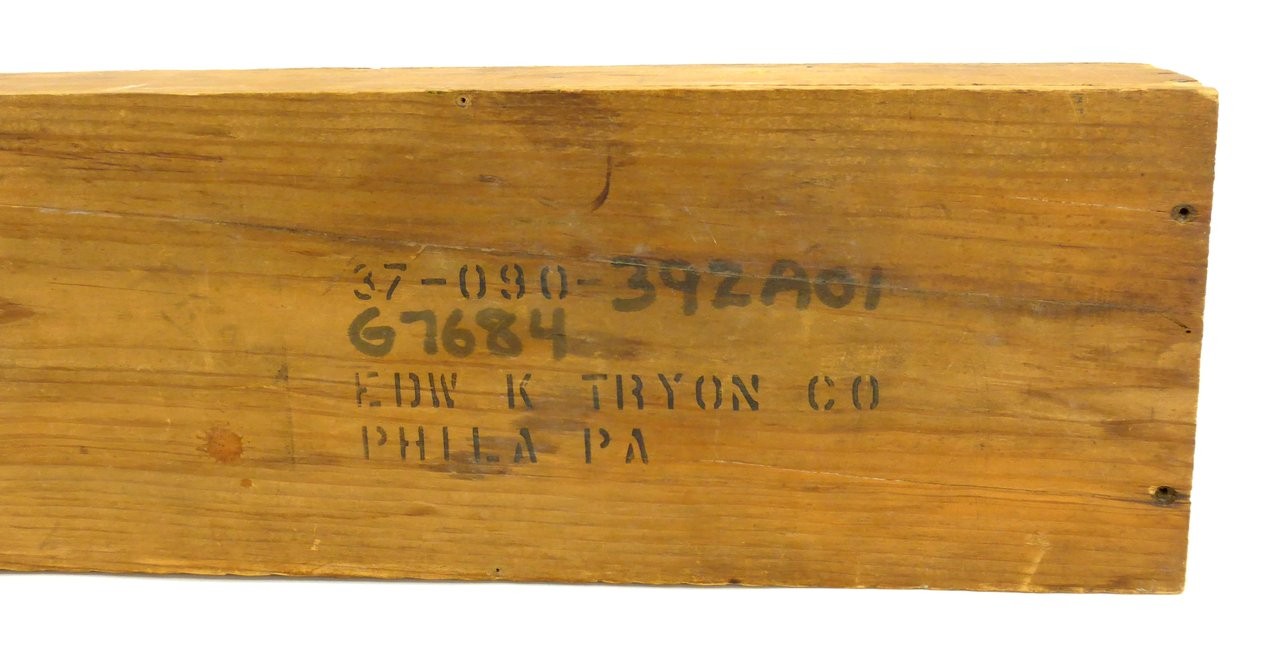 37-090-392A01
G7684
EDW K TRYON CO
PHILA PA